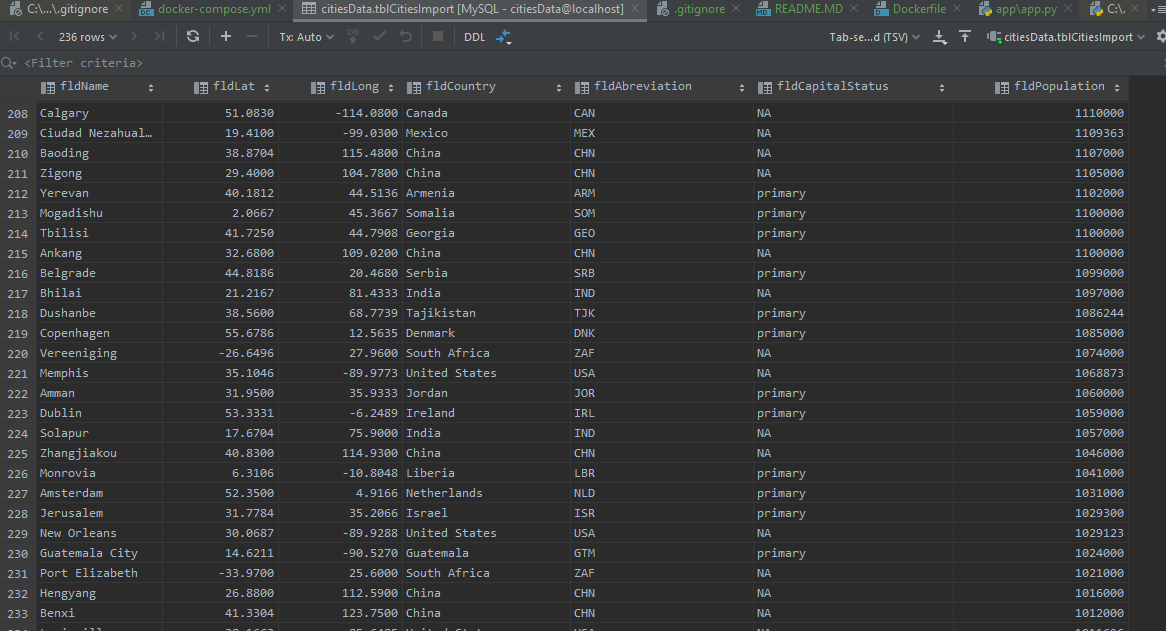 C:\...\.gitignore docker-compose.yml citiesData.tblCitiesImport [MySQL - citiesData@localhost] .gitignore README.MD Dockerfile app\app.py C:\.
236 rows Tx: Auto DB DDL Tab-se...d (TSV) citiesData.tblCitiesImport
<Filter criteria>
fldName fldLat fldLong fldCountry fldAbreviation fldCapitalStatus fldPopulation
208 Calgary 51.0830 -114.0800 Canada CAN NA 1110000
209 Ciudad Nezahual... 19.4100 -99.0300 Mexico MEX NA 1109363
210 Baoding 38.8704 115.4800 China CHN NA 1107000
211 Zigong 29.4000 104.7800 China CHN NA 1105000
212 Yerevan 40.1812 44.5136 Armenia ARM primary 1102000
213 Mogadishu 2.0667 45.3667 Somalia SOM primary 1100000
214 Tbilisi 41.7250 44.7908 Georgia GEO primary 1100000
215 Ankang 32.6800 109.0200 China CHN NA 1100000
216 Belgrade 44.8186 20.4680 Serbia SRB primary 1099000
217 Bhilai 21.2167 81.4333 India IND NA 1097000
218 Dushanbe 38.5600 68.7739 Tajikistan TJK primary 1086244
219 Copenhagen 55.6786 12.5635 Denmark DNK primary 1085000
220 Vereeniging -26.6496 27.9600 South Africa ZAF NA 1074000
221 Memphis 35.1046 -89.9773 United States USA NA 1068873
222 Amman 31.9500 35.9333 Jordan JOR primary 1060000
223 Dublin 53.3331 -6.2489 Ireland IRL primary 1059000
224 Solapur 17.6704 75.9000 India IND NA 1057000
225 Zhangjiakou 40.8300 114.9300 China CHN NA 1046000
226 Monrovia 6.3106 -10.8048 Liberia LBR primary 1041000
227 Amsterdam 52.3500 4.9166 Netherlands NLD primary 1031000
228 Jerusalem 31.7784 35.2066 Israel ISR primary 1029300
229 New Orleans 30.0687 -89.9288 United States USA NA 1029123
230 Guatemala City 14.6211 -90.5270 Guatemala GTM primary 1024000
231 Port Elizabeth -33.9700 25.6000 South Africa ZAF NA 1021000
232 Hengyang 26.8800 112.5900 China CHN NA 1016000
233 Benxi 41.3304 123.7500 China CHN NA 1012000